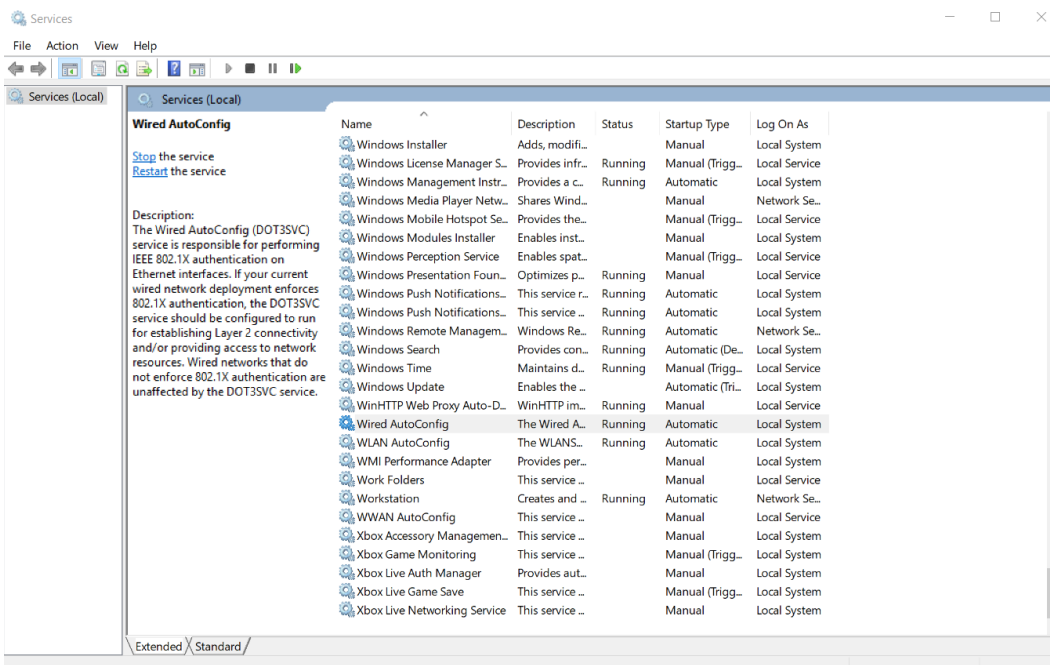 Services
File Action View Help
Services (Local)
Services (Local)
Wired AutoConfig
Stop the service
Restart the service
Description:
The Wired AutoConfig (DOT3SVC)
service is responsible for performing
IEEE 802.1X authentication on
Ethernet interfaces. If your current
wired network deployment enforces
802.1X authentication, the DOT3SVC
service should be configured to run
for establishing Layer 2 connectivity
and/or providing access to network
resources. Wired networks that do
not enforce 802.1X authentication are
unaffected by the DOT3SVC service.
Name Description Status Startup Type Log On As
Windows Installer Adds, modifi... Manual Local System
Windows License Manager S... Provides infr... Running Manual (Trigg... Local Service
Windows Management Instr... Provides a c... Running Automatic Local System
Windows Media Player Netw... Shares Wind... Manual Network Se...
Windows Mobile Hotspot Se... Provides the... Manual (Trigg... Local Service
Windows Modules Installer Enables inst... Manual Local System
Windows Perception Service Enables spat... Manual (Trigg... Local Service
Windows Presentation Foun... Optimizes p... Running Manual Local Service
Windows Push Notifications... This service r... Running Automatic Local System
Windows Push Notifications... This service ... Running Automatic Local System
Windows Remote Managem... Windows Re... Running Automatic Network Se...
Windows Search Provides con... Running Automatic (De... Local System
Windows Time Maintains d... Running Manual (Trigg... Local Service
Windows Update Enables the ... Automatic (Tri... Local System
WinHTTP Web Proxy Auto-D... WinHTTP im... Running Manual Local Service
Wired AutoConfig The Wired A... Running Automatic Local System
WLAN AutoConfig The WLANS... Running Automatic Local System
WMI Performance Adapter Provides per... Manual Local System
Work Folders This service ... Manual Local Service
Workstation Creates and ... Running Automatic Network Se...
WWAN AutoConfig This service ... Manual Local Service
Xbox Accessory Managemen... This service ... Manual Local System
Xbox Game Monitoring This service ... Manual (Trigg... Local System
Xbox Live Auth Manager Provides aut... Manual Local System
Xbox Live Game Save This service ... Manual (Trigg... Local System
Xbox Live Networking Service This service ... Manual Local System
Extended Standard